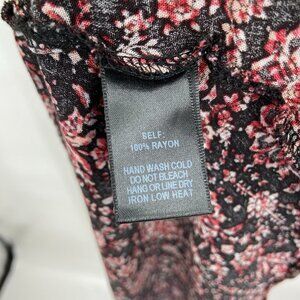 SELF:
100% RAYON
HAND WASH COLD
DO NOT BLEACH
HANG OR LINE DRY
IRON LOW HEAT